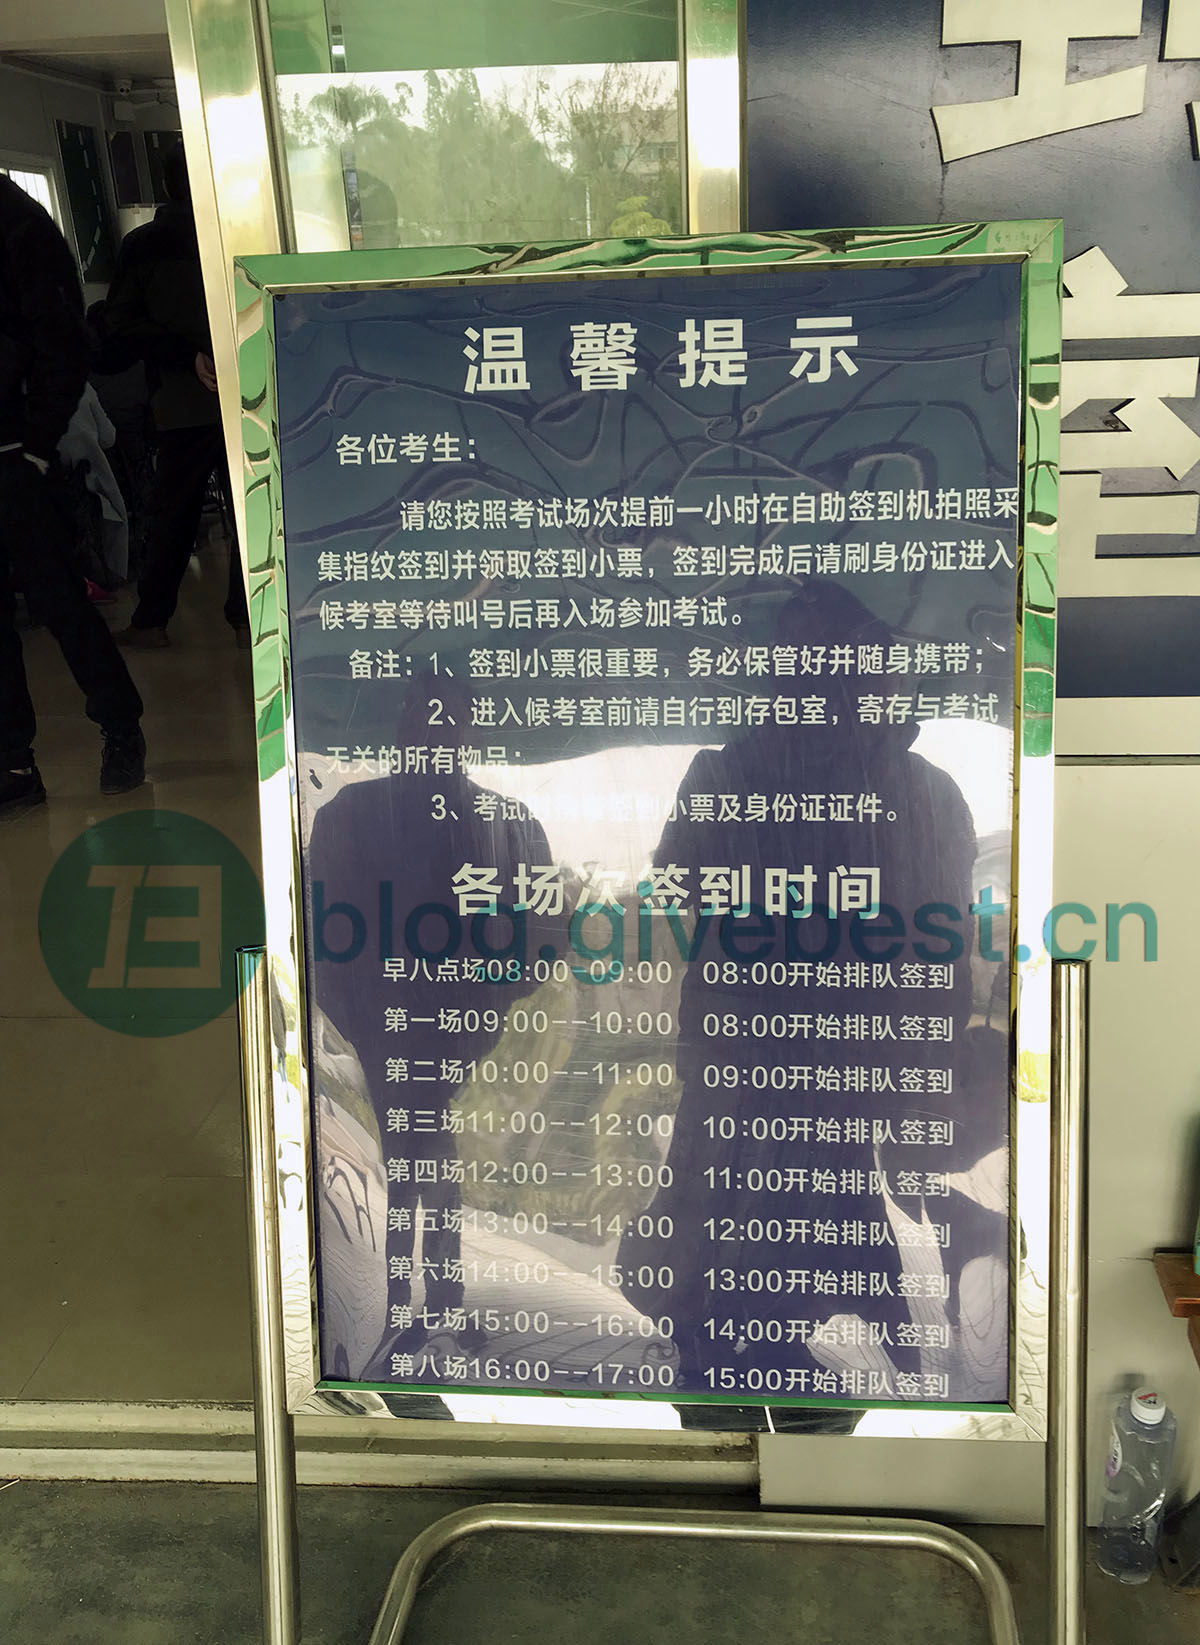 温馨提示
各位考生：
请您按照考试场次提前一小时在自助签到机拍照采
集指纹签到并领取签到小票，签到完成后请刷身份证进入
候考室等待叫号后再入场参加考试。
备注：1、签到小票很重要，务必保管好并随身携带；
2、进入候考室前请自行到存包室，寄存与考试
无关的所有物品；
3、考试时携带签到小票及身份证证件。
各场次签到时间
blog.givebest.cn
早八点场08:00-09:00 08:00开始排队签到
第一场09:00--10:00 08:00开始排队签到
第二场10:00--11:00 09:00开始排队签到
第三场11:00--12:00 10:00开始排队签到
第四场12:00--13:00 11:00开始排队签到
第五场13:00--14:00 12:00开始排队签到
第六场14:00--15:00 13:00开始排队签到
第七场15:00--16:00 14:00开始排队签到
第八场16:00--17:00 15:00开始排队签到